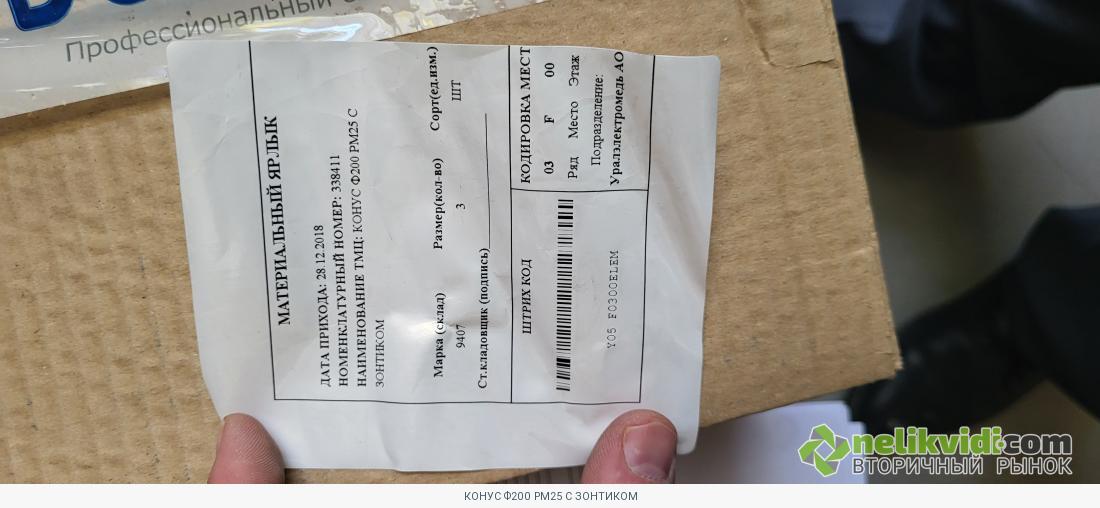 Профессиональный
МАТЕРИАЛЬНЫЙ ЯРЛЫК
ДАТА ПРИХОДА: 28.12.2018
НОМЕНКЛАТУРНЫЙ НОМЕР: 338411
НАИМЕНОВАНИЕ ТМЦ: КОНУС Ф200 РМ25 С
ЗОНТИКОМ
Марка (склад) Размер(кол-во) Сорт(ед.изм.)
9407 3 ШТ
Ст.кладовщик (подпись)
ШТРИХ КОД
Y05 F0300ELEM
КОДИРОВКА МЕСТ
03 F 00
Ряд Место Этаж
Подразделение:
Уралэлектромедь АО
nelikvidi.com
ВТОРИЧНЫЙ РЫНОК
КОНУС Ф200 РМ25 С ЗОНТИКОМ